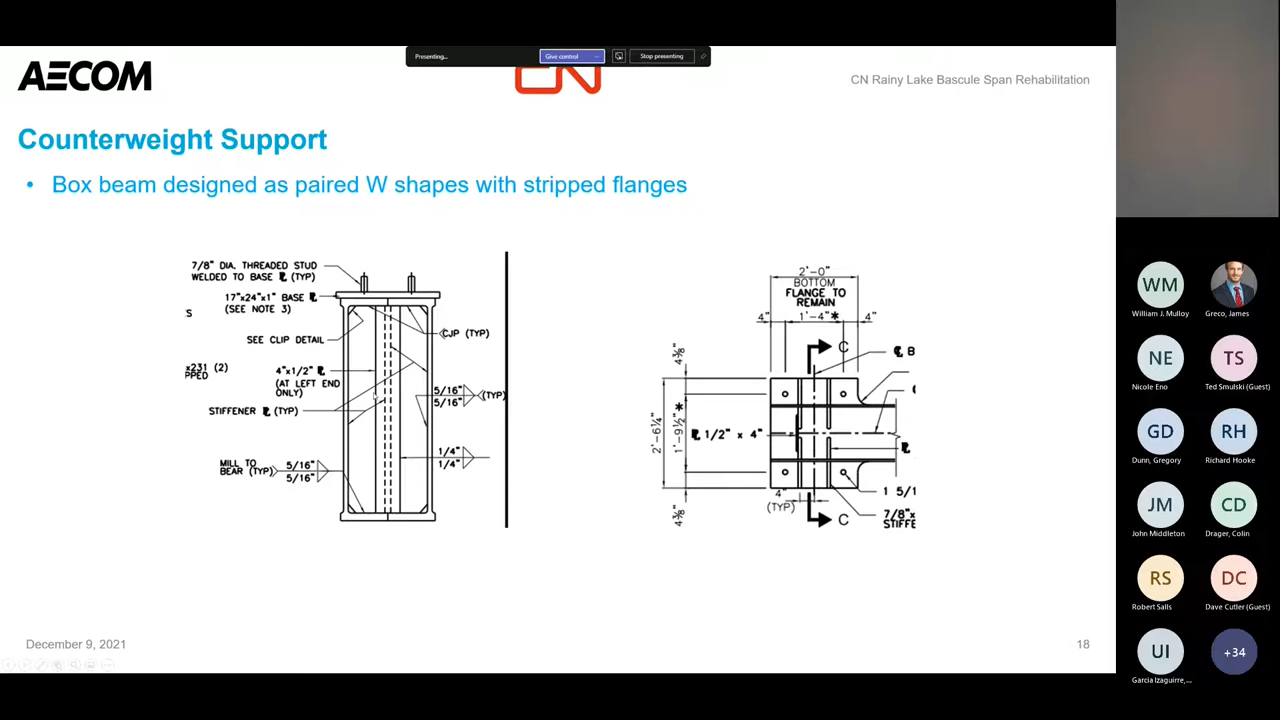 Presenting...
Give control
Stop presenting
AECOM
CN
CN Rainy Lake Bascule Span Rehabilitation
Counterweight Support
• Box beam designed as paired W shapes with stripped flanges
7/8" DIA. THREADED STUD
WELDED TO BASE ℄ (TYP)
17"x24"x1" BASE ℄
(SEE NOTE 3)
S
SEE CLIP DETAIL
CJP (TYP)
x231 (2)
PPED
4"x1/2" ℄
(AT LEFT END
ONLY)
5/16"
5/16"
(TYP)
STIFFENER ℄ (TYP)
1/4"
1/4"
MILL TO
BEAR (TYP)
5/16"
5/16"
2'-0"
BOTTOM
FLANGE TO
REMAIN
4"
1'-4"*
4"
C
℄ 8
4⅜"
2'-6¼"
1'-9½"*
℄ 1/2" x 4"
4⅜"
4"
(TYP)
C
1 5/1
7/8"x
STIFFE
December 9, 2021
18
WM
William J. Mulloy
Greco, James
NE
Nicole Eno
TS
Ted Smulski (Guest)
GD
Dunn, Gregory
RH
Richard Hooke
JM
John Middleton
CD
Drager, Colin
RS
Robert Salls
DC
Dave Cutler (Guest)
UI
Garcia Izaguirre,...
+34